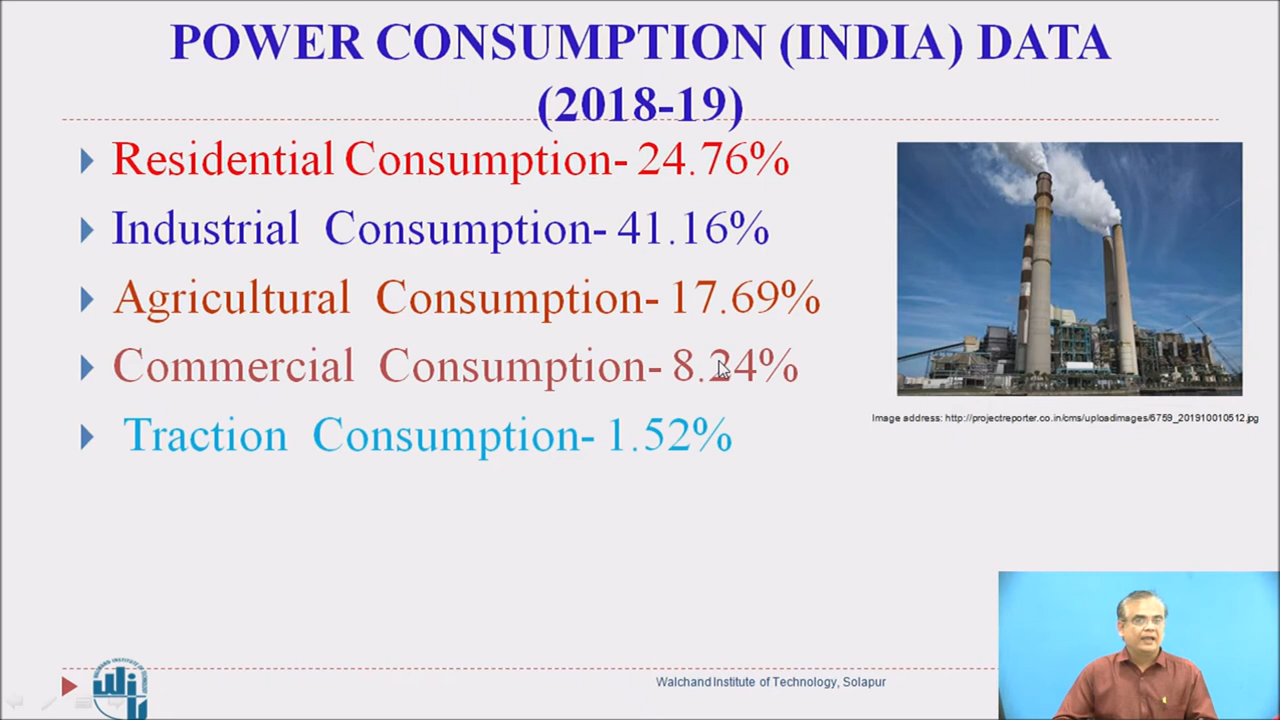 POWER CONSUMPTION (INDIA) DATA
(2018-19)
Residential Consumption- 24.76%
Industrial Consumption- 41.16%
Agricultural Consumption- 17.69%
Commercial Consumption- 8.24%
Traction Consumption- 1.52%
Image address: http://projectreporter.co.in/cms/uploadimages/6759_201910010512.jpg
Walchand Institute of Technology, Solapur